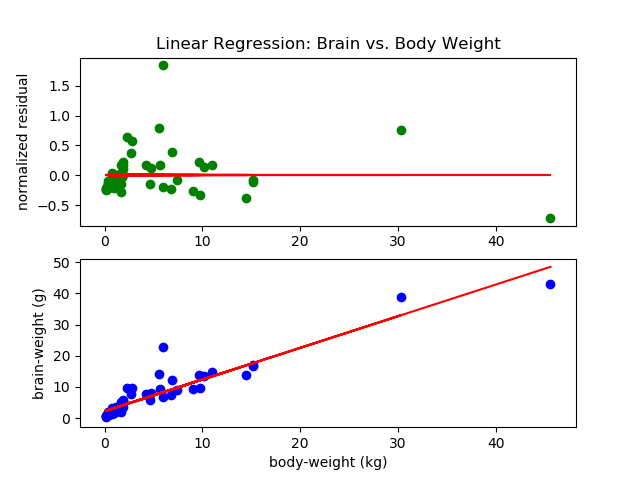 Linear Regression: Brain vs. Body Weight
normalized residual
1.5
1.0
0.5
0.0
−0.5
0 10 20 30 40
brain-weight (g)
50
40
30
20
10
0
0 10 20 30 40
body-weight (kg)